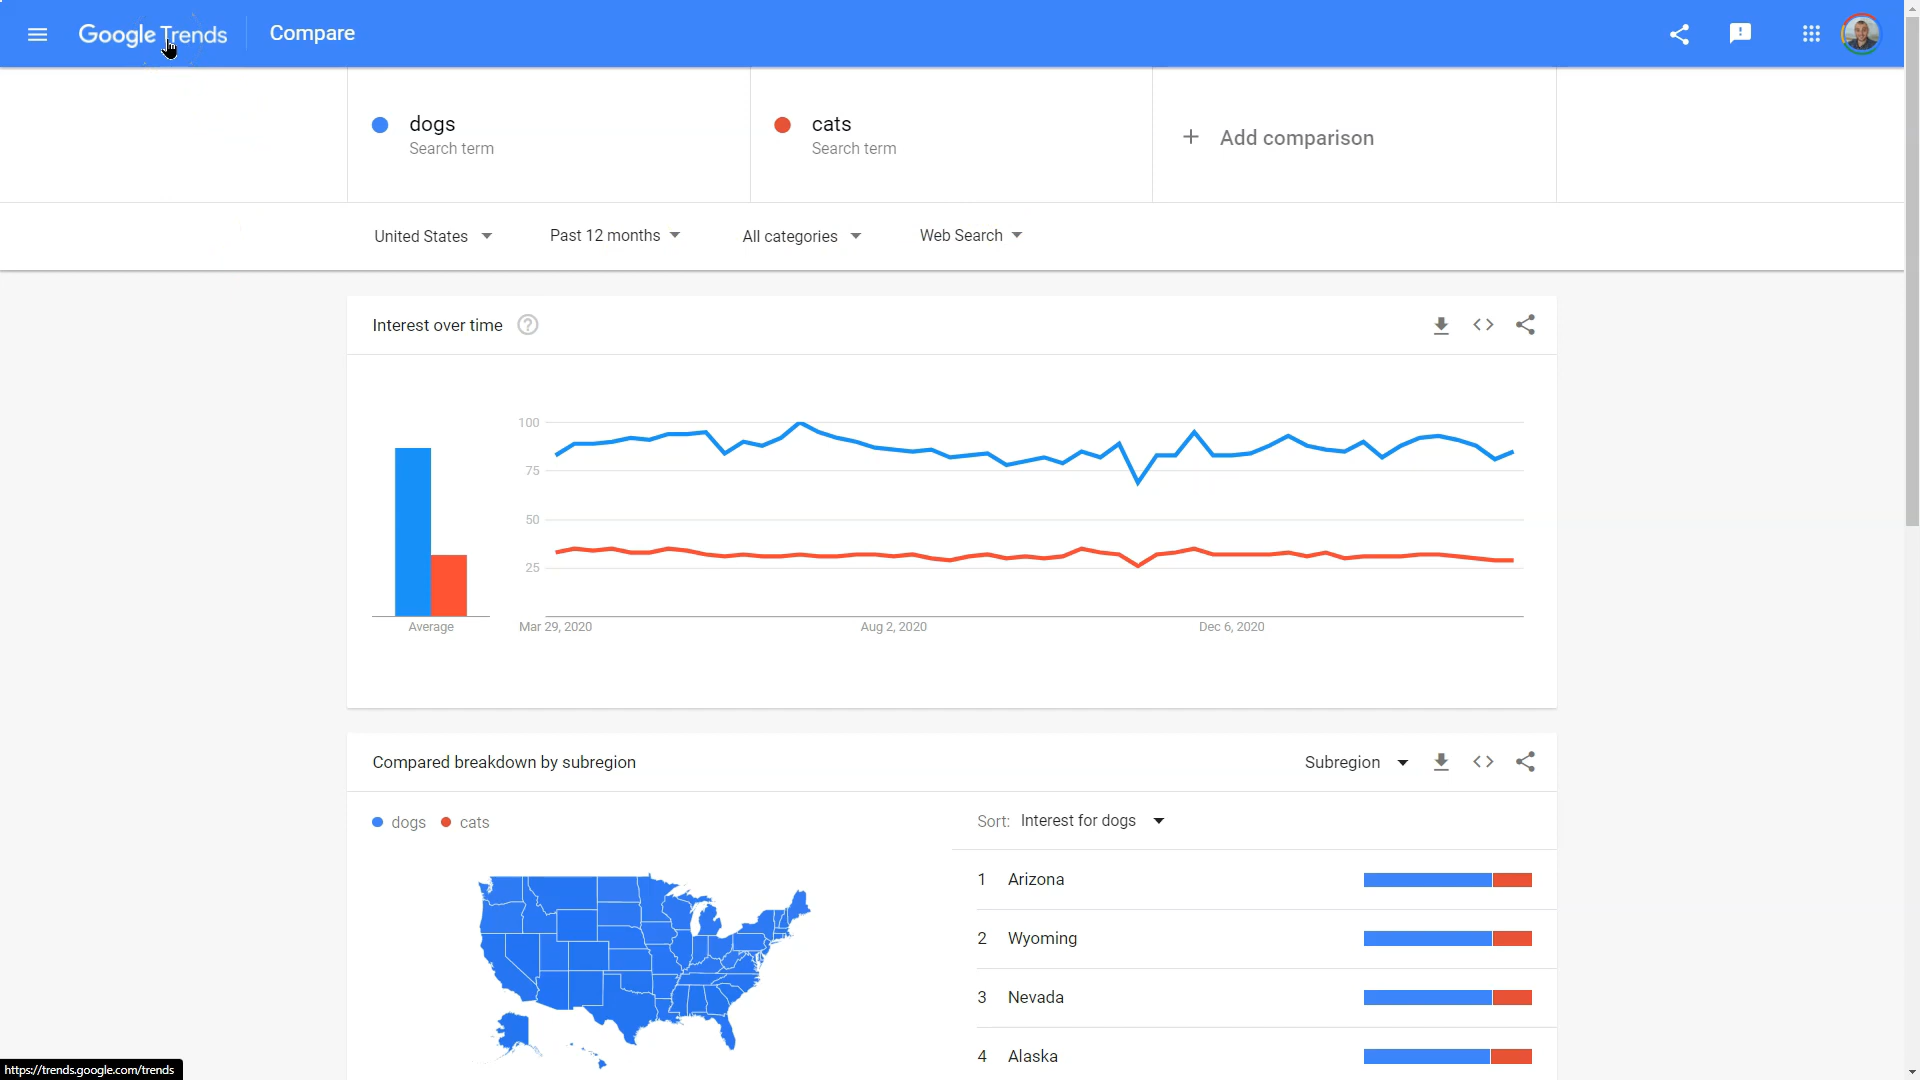 Google Trends Compare
dogs
Search term
cats
Search term
+ Add comparison
United States
Past 12 months
All categories
Web Search
Interest over time
100
75
50
25
Average
Mar 29, 2020
Aug 2, 2020
Dec 6, 2020
Compared breakdown by subregion
Subregion
dogs cats
Sort: Interest for dogs
1 Arizona
2 Wyoming
3 Nevada
4 Alaska
https://trends.google.com/trends